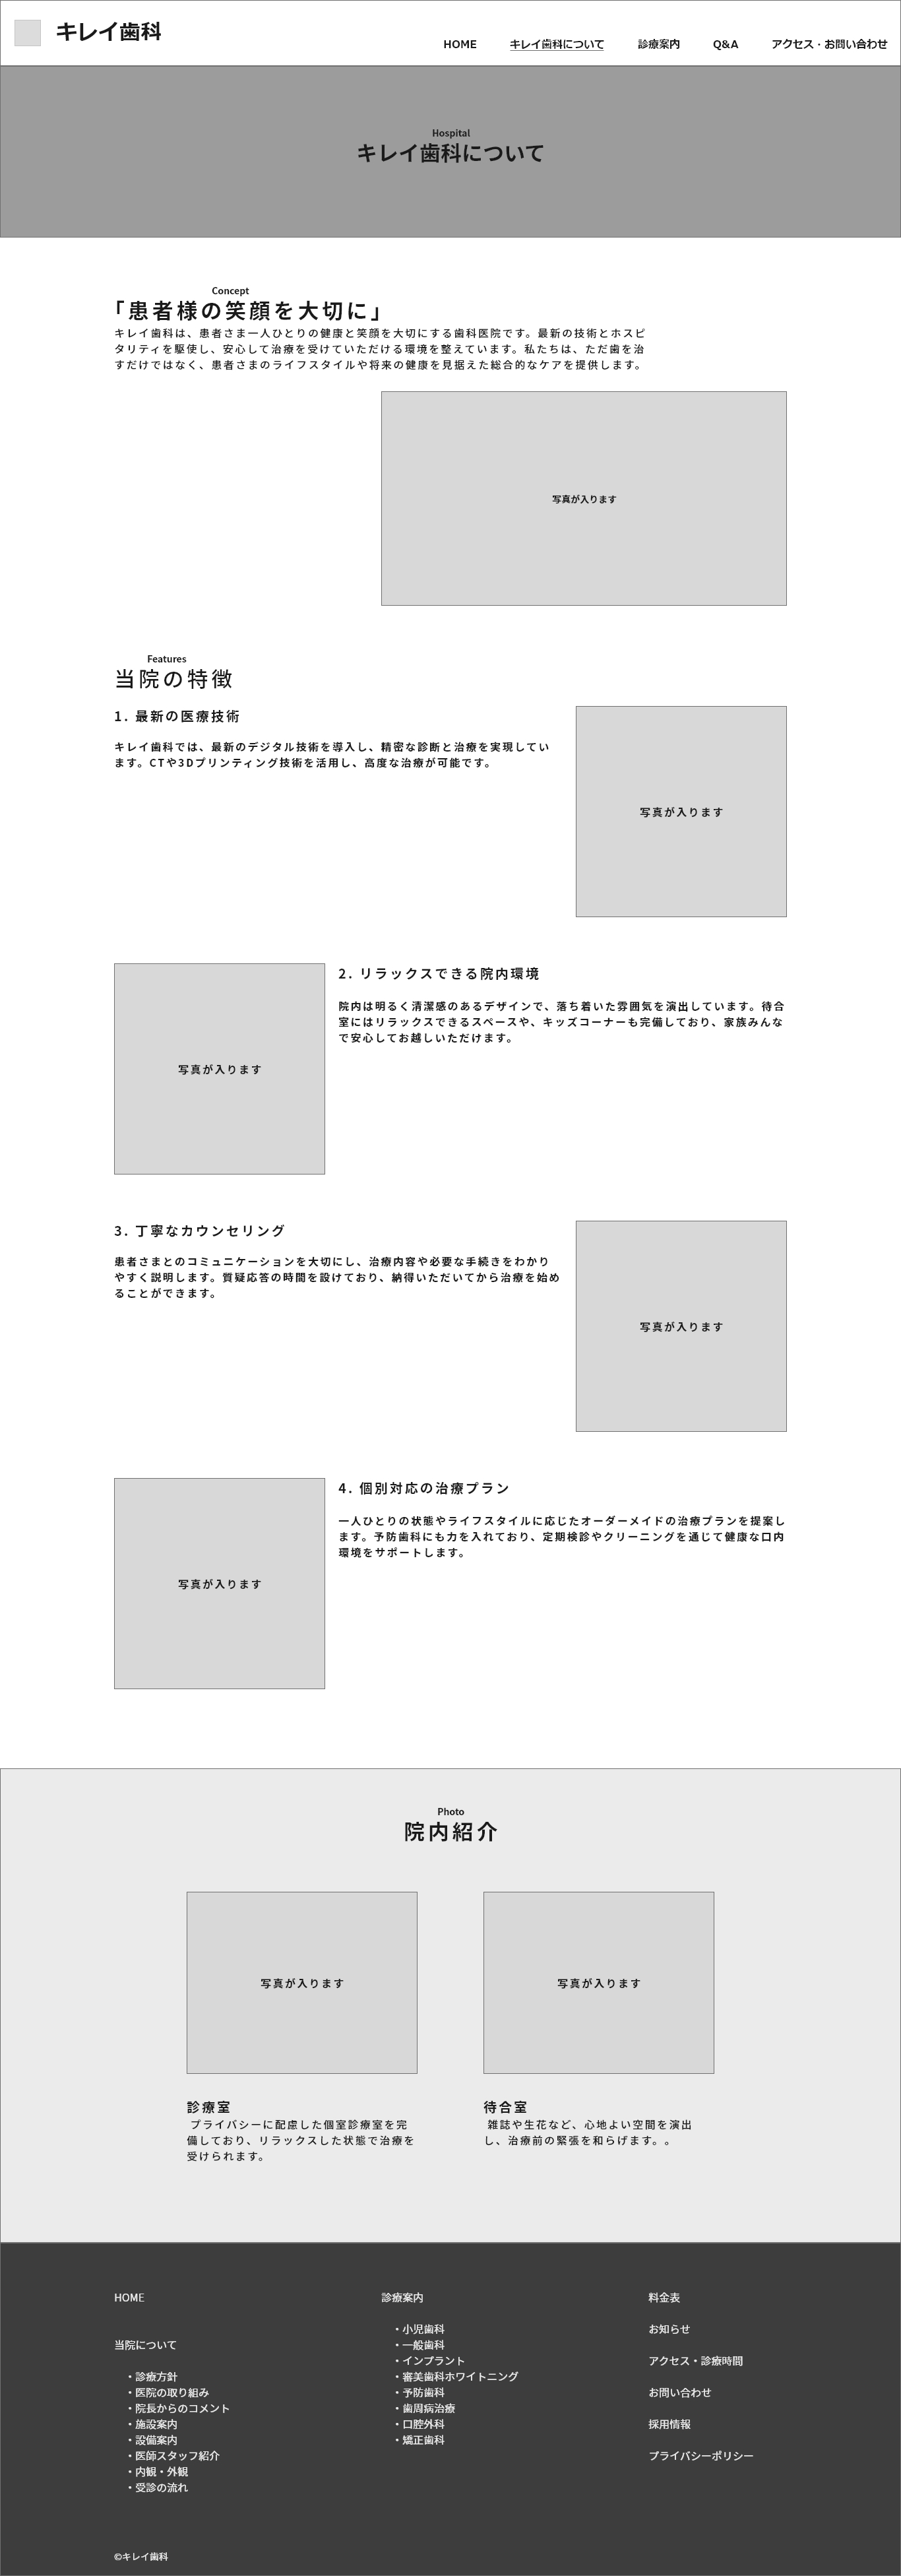 キレイ歯科
HOME
キレイ歯科について
診療案内
Q&A
アクセス・お問い合わせ
Hospital
キレイ歯科について
Concept
「患者様の笑顔を大切に」
キレイ歯科は、患者さま一人ひとりの健康と笑顔を大切にする歯科医院です。最新の技術とホスピ
タリティを駆使し、安心して治療を受けていただける環境を整えています。私たちは、ただ歯を治
すだけではなく、患者さまのライフスタイルや将来の健康を見据えた総合的なケアを提供します。
写真が入ります
Features
当院の特徴
1. 最新の医療技術
キレイ歯科では、最新のデジタル技術を導入し、精密な診断と治療を実現してい
ます。CTや3Dプリンティング技術を活用し、高度な治療が可能です。
写真が入ります
2. リラックスできる院内環境
院内は明るく清潔感のあるデザインで、落ち着いた雰囲気を演出しています。待合
室にはリラックスできるスペースや、キッズコーナーも完備しており、家族みんな
で安心してお越しいただけます。
写真が入ります
3. 丁寧なカウンセリング
患者さまとのコミュニケーションを大切にし、治療内容や必要な手続きをわかり
やすく説明します。質疑応答の時間を設けており、納得いただいてから治療を始め
ることができます。
写真が入ります
4. 個別対応の治療プラン
一人ひとりの状態やライフスタイルに応じたオーダーメイドの治療プランを提案し
ます。予防歯科にも力を入れており、定期検診やクリーニングを通じて健康な口内
環境をサポートします。
写真が入ります
Photo
院内紹介
写真が入ります
写真が入ります
診療室
プライバシーに配慮した個室診療室を完
備しており、リラックスした状態で治療を
受けられます。
待合室
雑誌や生花など、心地よい空間を演出
し、治療前の緊張を和らげます。。
HOME
当院について
・診療方針
・医院の取り組み
・院長からのコメント
・施設案内
・設備案内
・医師スタッフ紹介
・内観・外観
・受診の流れ
診療案内
・小児歯科
・一般歯科
・インプラント
・審美歯科ホワイトニング
・予防歯科
・歯周病治療
・口腔外科
・矯正歯科
料金表
お知らせ
アクセス・診療時間
お問い合わせ
採用情報
プライバシーポリシー
©キレイ歯科